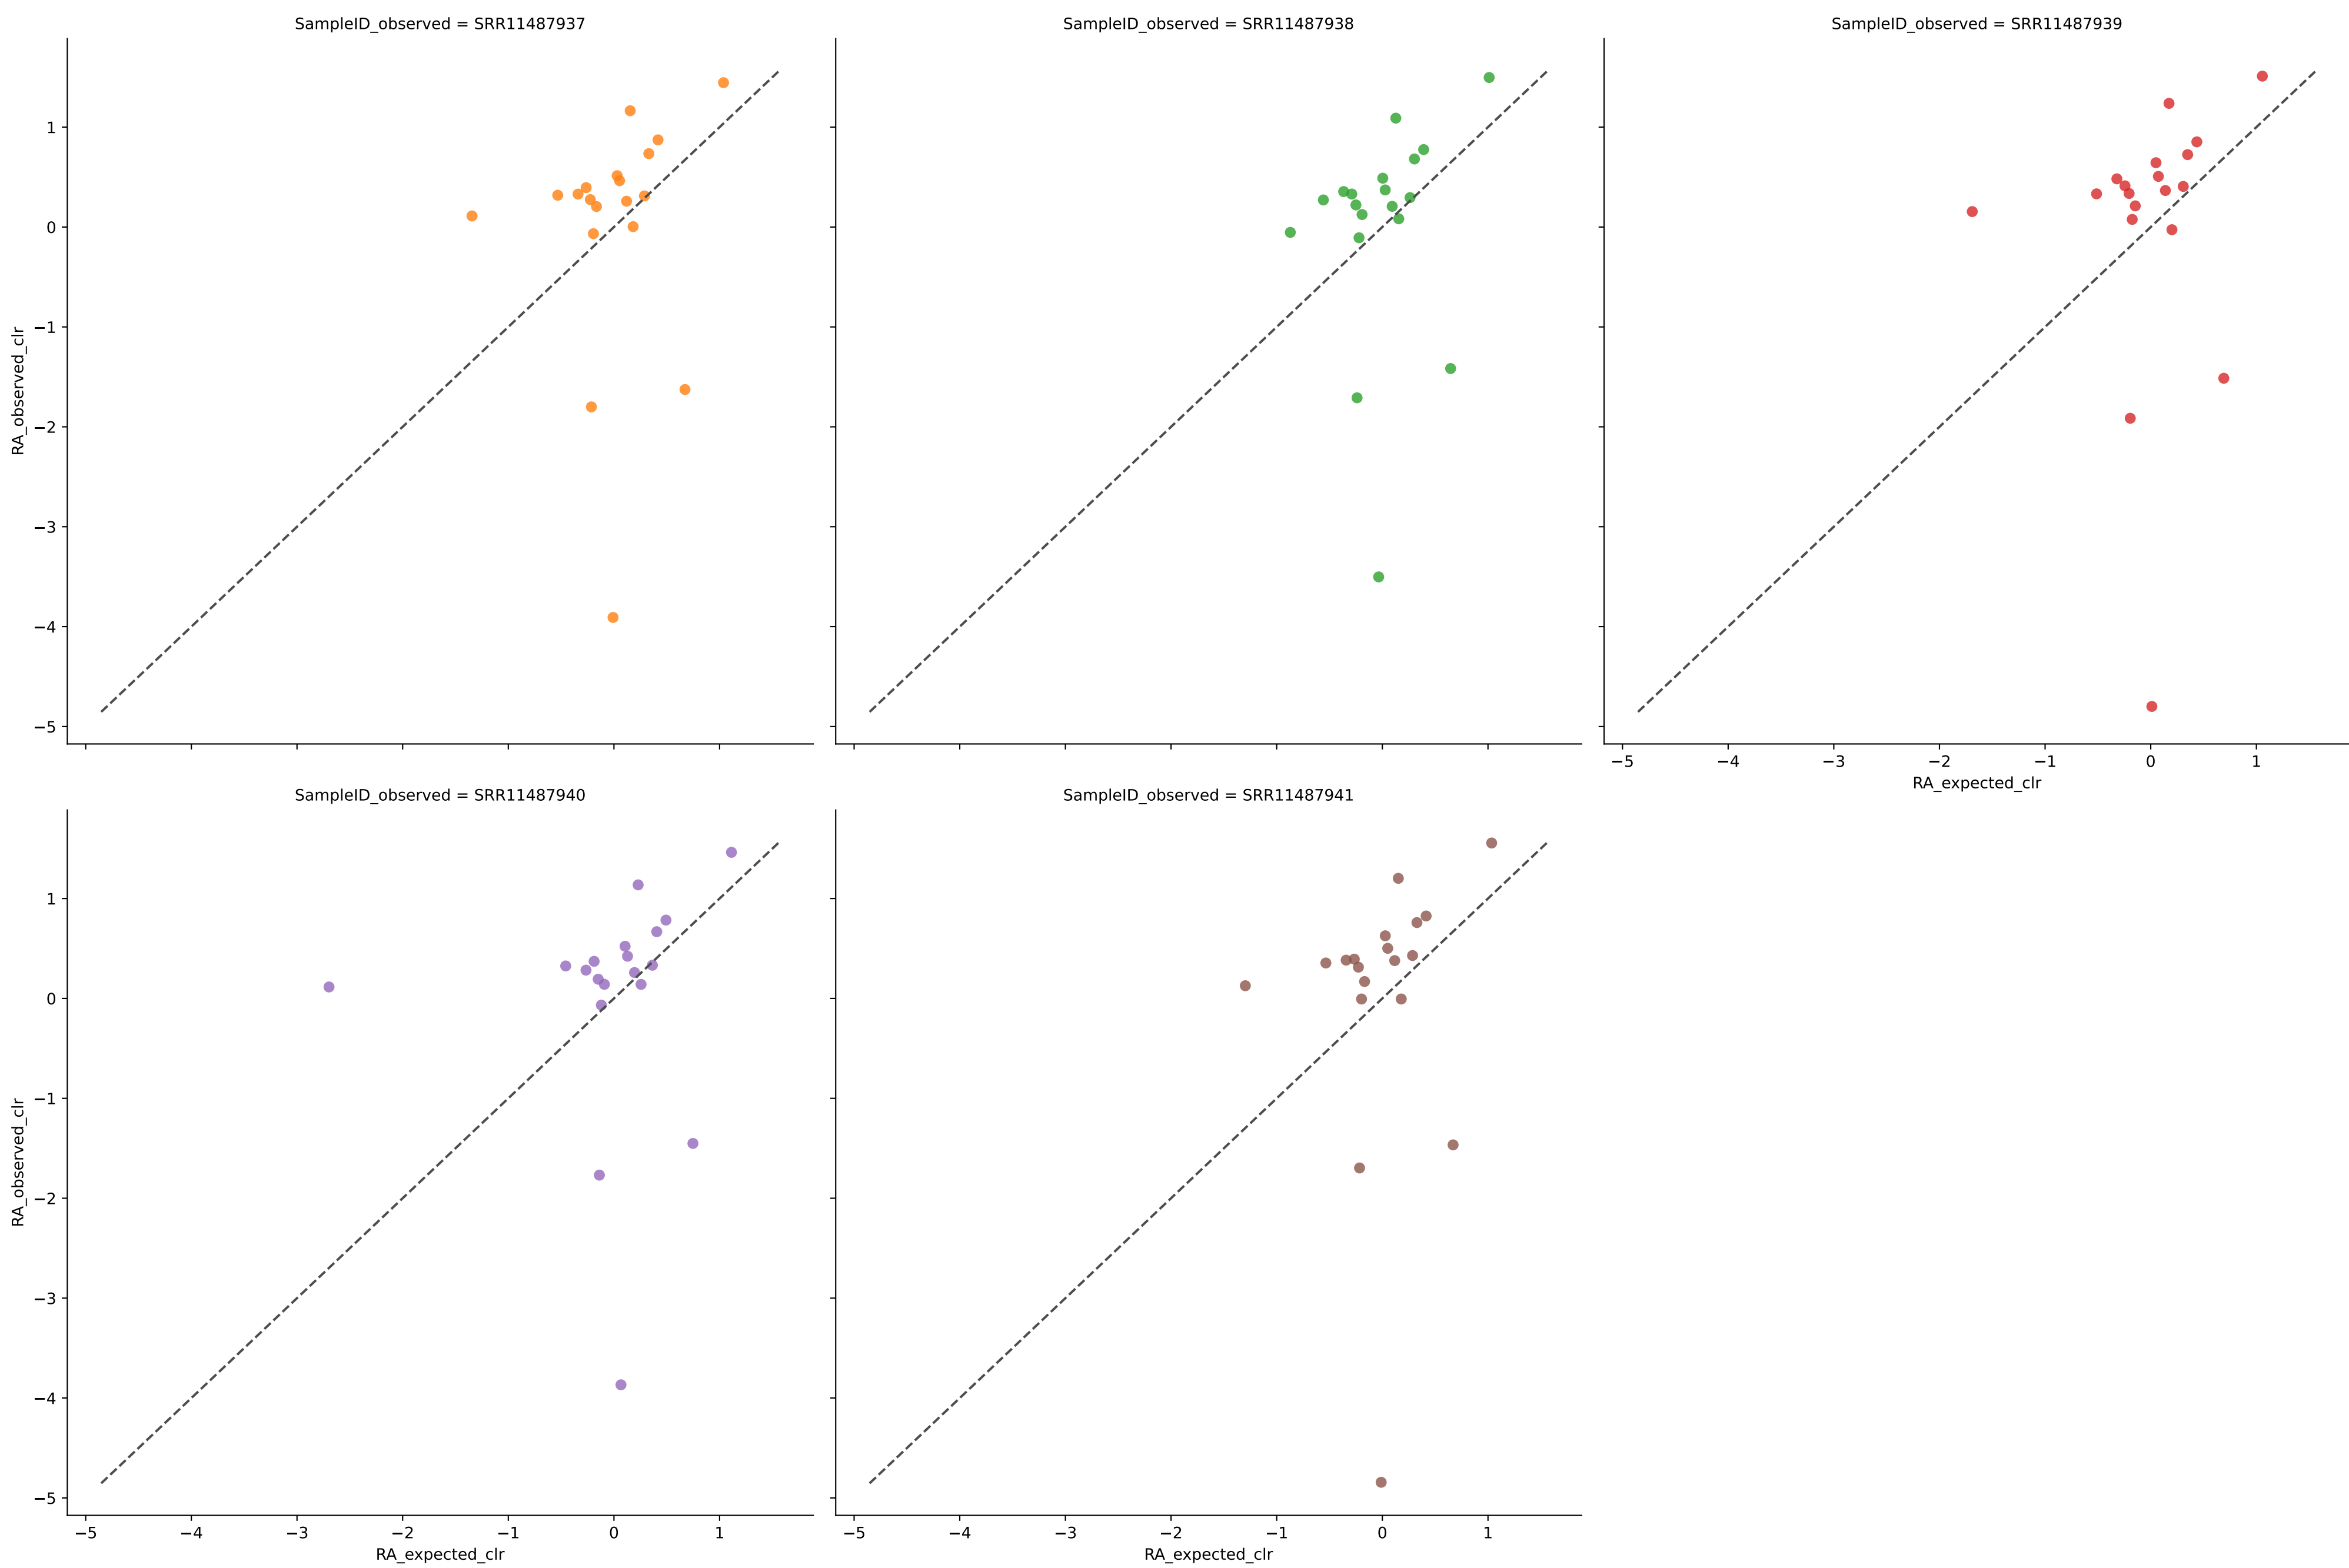 SampleID_observed = SRR11487937
SampleID_observed = SRR11487938
SampleID_observed = SRR11487939
RA_observed_clr
1
0
−1
−2
−3
−4
−5
−5 −4 −3 −2 −1 0 1
RA_expected_clr
SampleID_observed = SRR11487940
SampleID_observed = SRR11487941
RA_observed_clr
1
0
−1
−2
−3
−4
−5
−5 −4 −3 −2 −1 0 1
−5 −4 −3 −2 −1 0 1
RA_expected_clr
RA_expected_clr